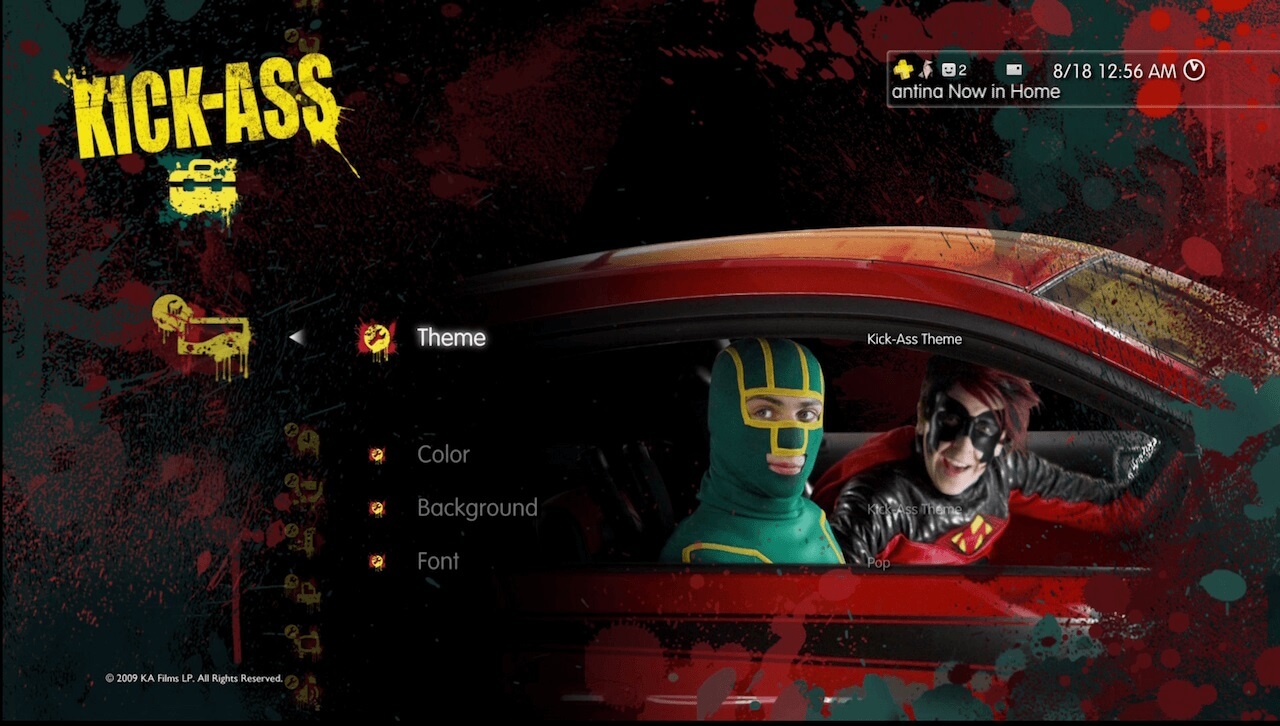 KICK-ASS
2
8/18 12:56 AM
antina Now in Home
Theme
Kick-Ass Theme
Color
Background
Kick-Ass Theme
Font
Pop
© 2009 KA Films LP. All Rights Reserved.